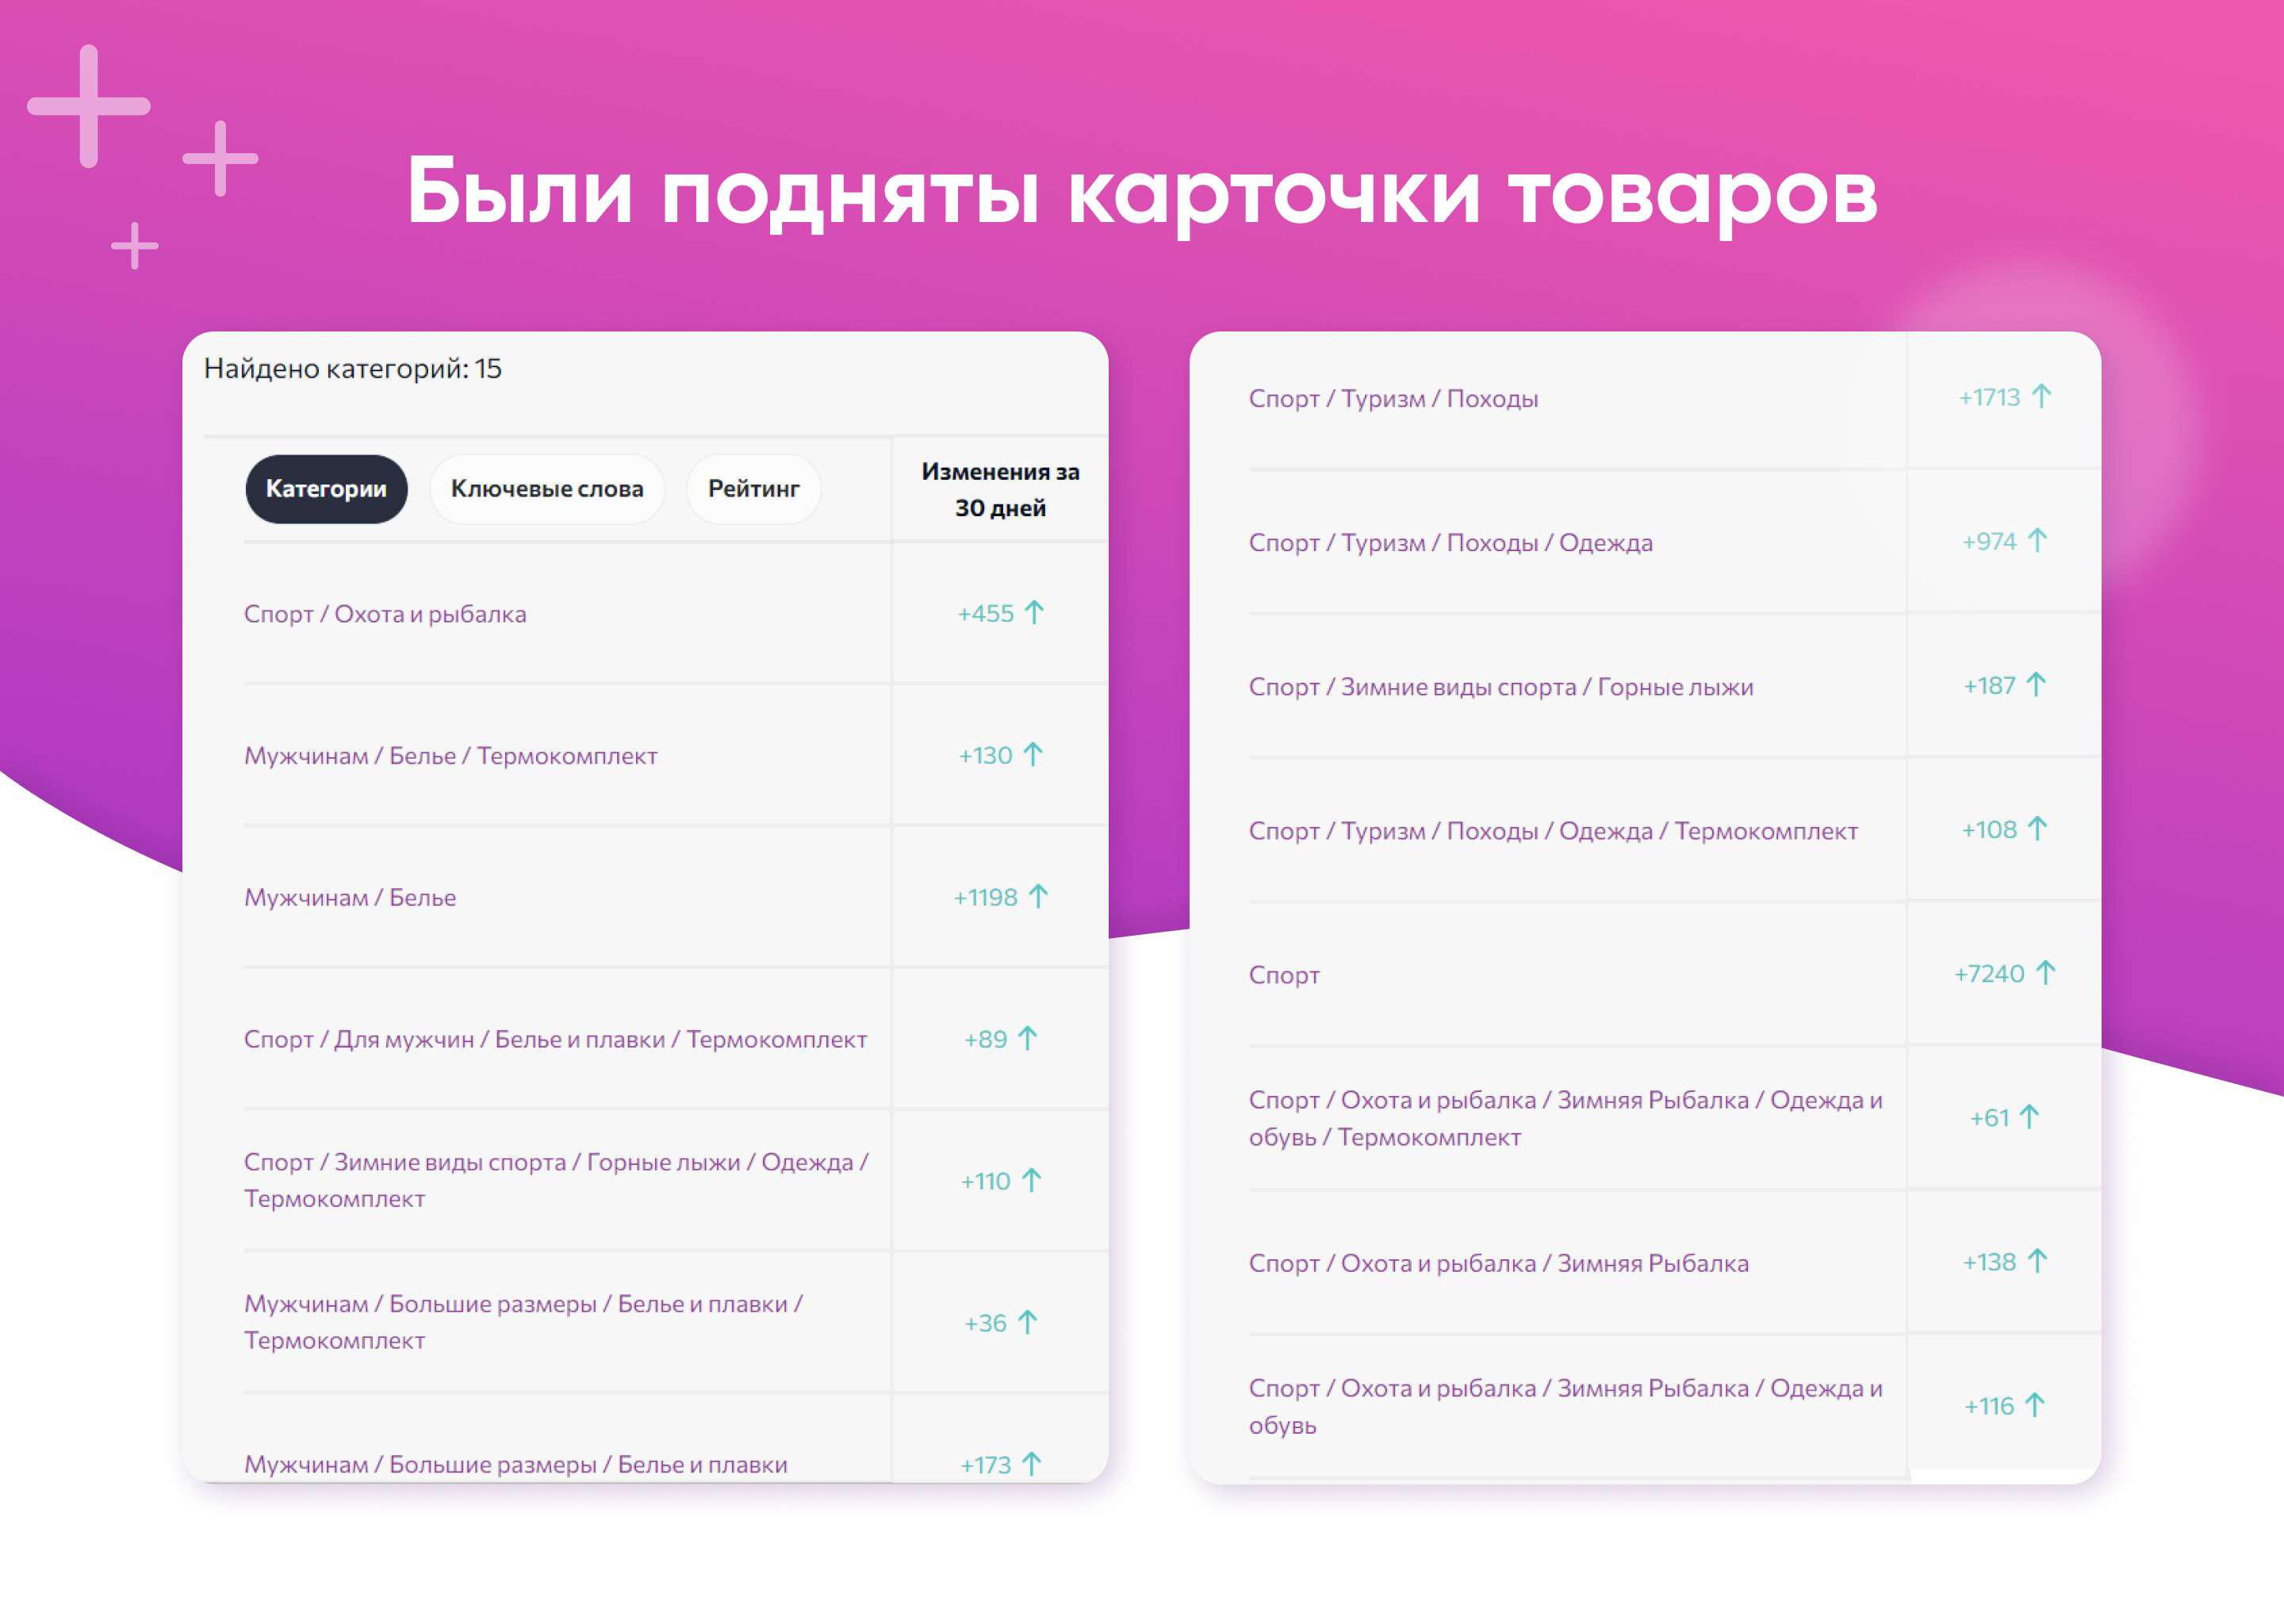 Были подняты карточки товаров
Найдено категорий: 15
Категории Ключевые слова Рейтинг Изменения за
30 дней
Спорт / Охота и рыбалка +455 ↑
Мужчинам / Белье / Термокомплект +130 ↑
Мужчинам / Белье +1198 ↑
Спорт / Для мужчин / Белье и плавки / Термокомплект +89 ↑
Спорт / Зимние виды спорта / Горные лыжи / Одежда /
Термокомплект +110 ↑
Мужчинам / Большие размеры / Белье и плавки /
Термокомплект +36 ↑
Мужчинам / Большие размеры / Белье и плавки +173 ↑
Спорт / Туризм / Походы +1713 ↑
Спорт / Туризм / Походы / Одежда +974 ↑
Спорт / Зимние виды спорта / Горные лыжи +187 ↑
Спорт / Туризм / Походы / Одежда / Термокомплект +108 ↑
Спорт +7240 ↑
Спорт / Охота и рыбалка / Зимняя Рыбалка / Одежда и
обувь / Термокомплект +61 ↑
Спорт / Охота и рыбалка / Зимняя Рыбалка +138 ↑
Спорт / Охота и рыбалка / Зимняя Рыбалка / Одежда и
обувь +116 ↑